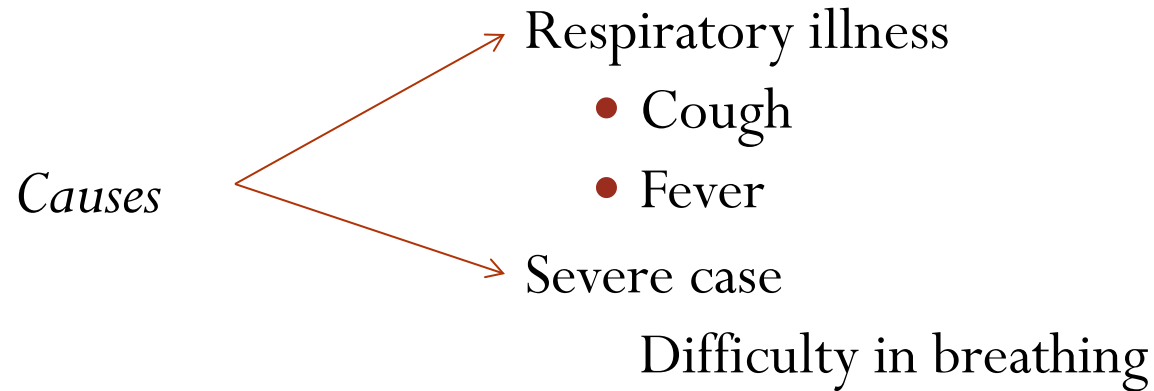 Respiratory illness
• Cough
Causes
• Fever
Severe case
Difficulty in breathing